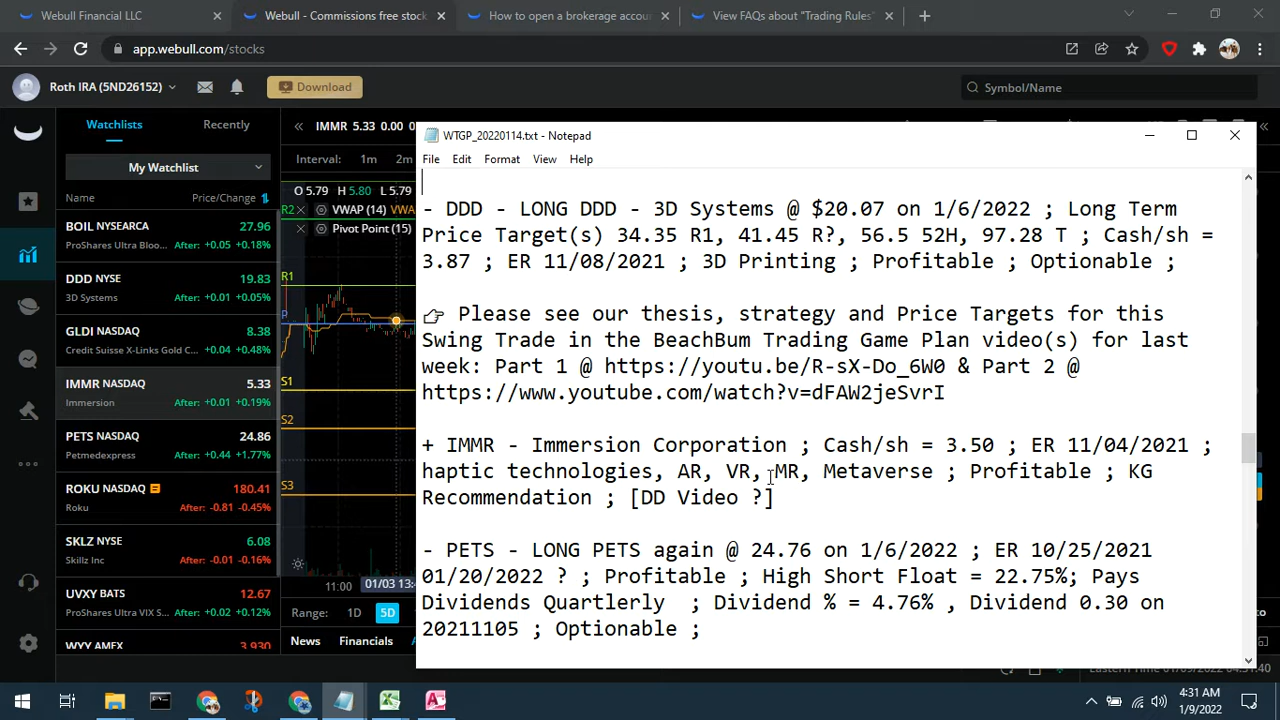 Webull Financial LLC
Webull - Commissions free stock
How to open a brokerage accou
View FAQs about "Trading Rules"
app.webull.com/stocks
Roth IRA (5ND26152)
Download
Symbol/Name
Watchlists
Recently
IMMR 5.33 0.00
My Watchlist
Interval: 1m 2m
Name
Price/Change
O 5.79 H 5.80 L 5.79
R2
VWAP (14) VWA
Pivot Point (15)
BOIL NYSEARCA 27.96
ProShares Ultra Bloo... After: +0.05 +0.18%
DDD NYSE 19.83
3D Systems After: +0.01 +0.05%
GLDI NASDAQ 8.38
Credit Suisse X-Links Gold C... After: +0.04 +0.48%
IMMR NASDAQ 5.33
Immersion After: +0.01 +0.19%
PETS NASDAQ 24.86
Petmedexpress After: +0.44 +1.77%
ROKU NASDAQ 180.41
Roku After: -0.81 -0.45%
SKLZ NYSE 6.08
Skillz Inc After: -0.01 -0.16%
UVXY BATS 12.67
ProShares Ultra VIX S... After: +0.02 +0.12%
WYY AMEX 3.930
R1
P
S1
S2
S3
11:00
01/03 13:4
Range: 1D 5D
News
Financials
WTGP_20220114.txt - Notepad
File Edit Format View Help
- DDD - LONG DDD - 3D Systems @ $20.07 on 1/6/2022 ; Long Term
Price Target(s) 34.35 R1, 41.45 R?, 56.5 52H, 97.28 T ; Cash/sh =
3.87 ; ER 11/08/2021 ; 3D Printing ; Profitable ; Optionable ;
👉 Please see our thesis, strategy and Price Targets for this
Swing Trade in the BeachBum Trading Game Plan video(s) for last
week: Part 1 @ https://youtu.be/R-sX-Do_6W0 & Part 2 @
https://www.youtube.com/watch?v=dFAW2jeSvrI
+ IMMR - Immersion Corporation ; Cash/sh = 3.50 ; ER 11/04/2021 ;
haptic technologies, AR, VR, MR, Metaverse ; Profitable ; KG
Recommendation ; [DD Video ?]
- PETS - LONG PETS again @ 24.76 on 1/6/2022 ; ER 10/25/2021
01/20/2022 ? ; Profitable ; High Short Float = 22.75%; Pays
Dividends Quartlerly ; Dividend % = 4.76% , Dividend 0.30 on
20211105 ; Optionable ;
4:31 AM
1/9/2022